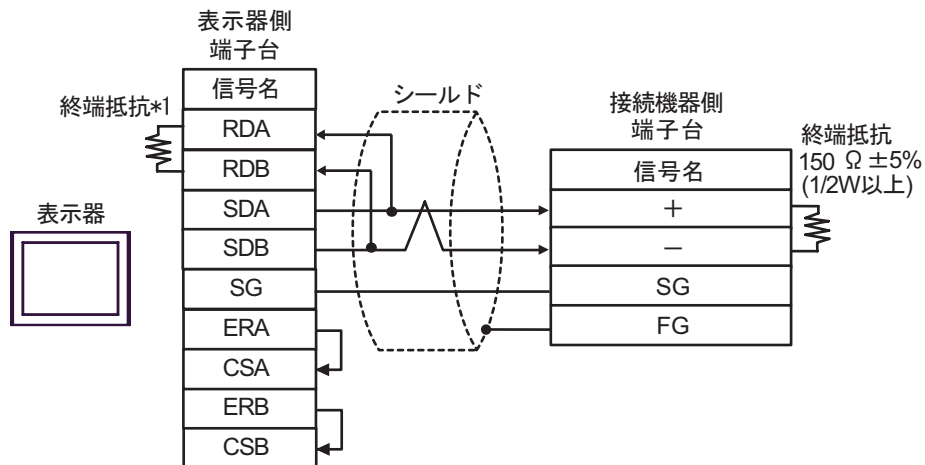 表示器側
端子台
信号名
終端抵抗*1
RDA
RDB
SDA
SDB
SG
ERA
CSA
ERB
CSB
表示器
シールド
接続機器側
端子台
信号名
+
−
SG
FG
終端抵抗
150 Ω ±5%
(1/2W以上)